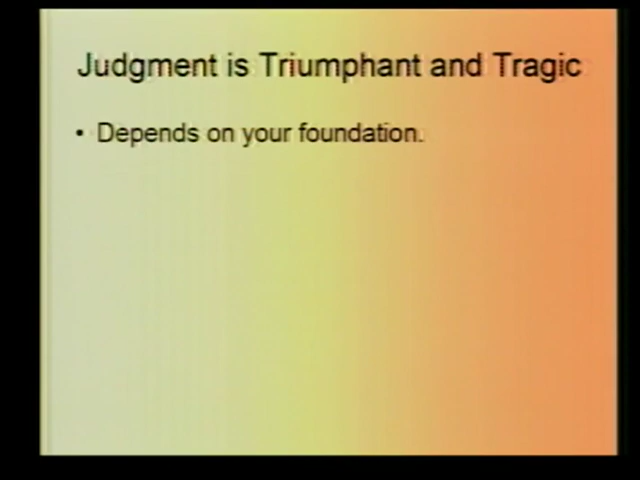 Judgment is Triumphant and Tragic
• Depends on your foundation.